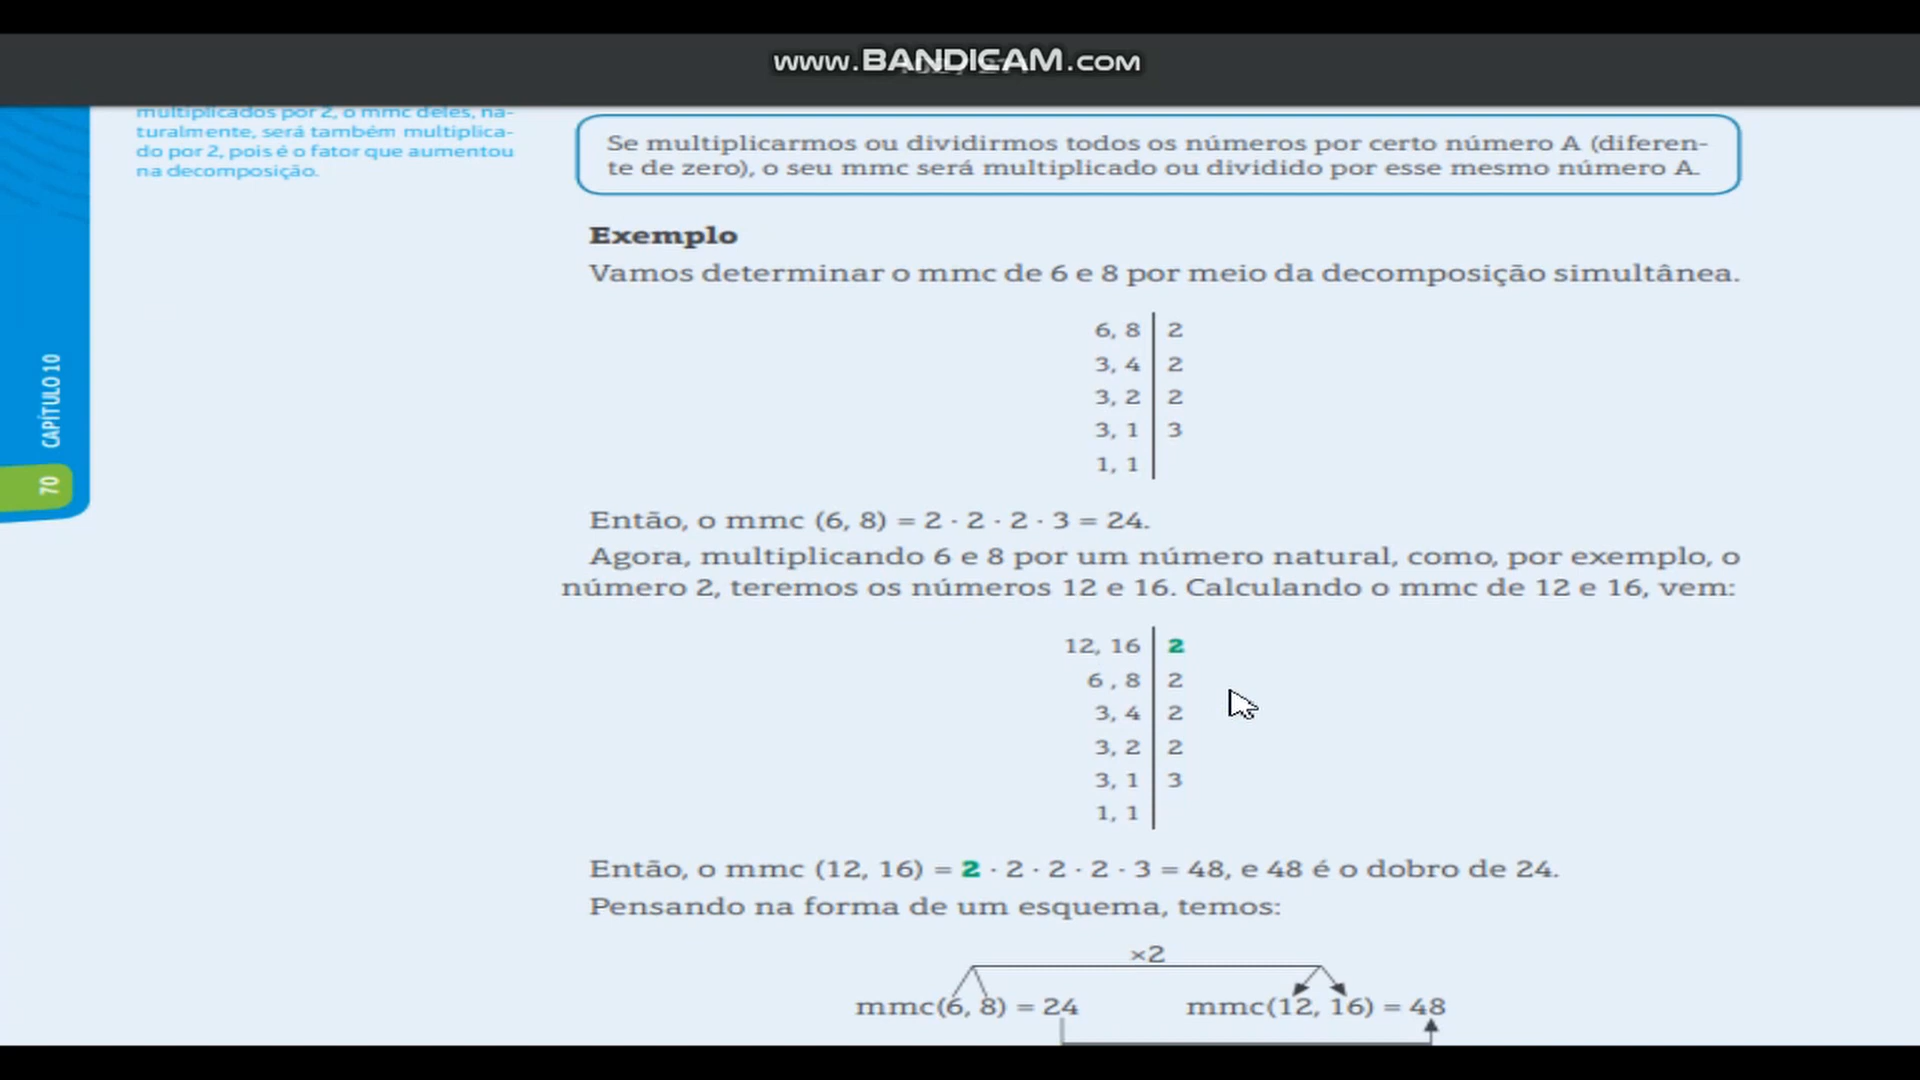 www.BANDICAM.com
multiplicados por 2, o mmc deles, na-
turalmente, será também multiplica-
do por 2, pois é o fator que aumentou
na decomposição.
Se multiplicarmos ou dividirmos todos os números por certo número A (diferen-
te de zero), o seu mmc será multiplicado ou dividido por esse mesmo número A.
Exemplo
Vamos determinar o mmc de 6 e 8 por meio da decomposição simultânea.
6, 8 | 2
3, 4 | 2
3, 2 | 2
3, 1 | 3
1, 1 |
CAPÍTULO 10
70
Então, o mmc (6, 8) = 2 · 2 · 2 · 3 = 24.
Agora, multiplicando 6 e 8 por um número natural, como, por exemplo, o
número 2, teremos os números 12 e 16. Calculando o mmc de 12 e 16, vem:
12, 16 | 2
6 , 8 | 2
3, 4 | 2
3, 2 | 2
3, 1 | 3
1, 1 |
Então, o mmc (12, 16) = 2 · 2 · 2 · 2 · 3 = 48, e 48 é o dobro de 24.
Pensando na forma de um esquema, temos:
×2
mmc(6, 8) = 24 mmc(12, 16) = 48